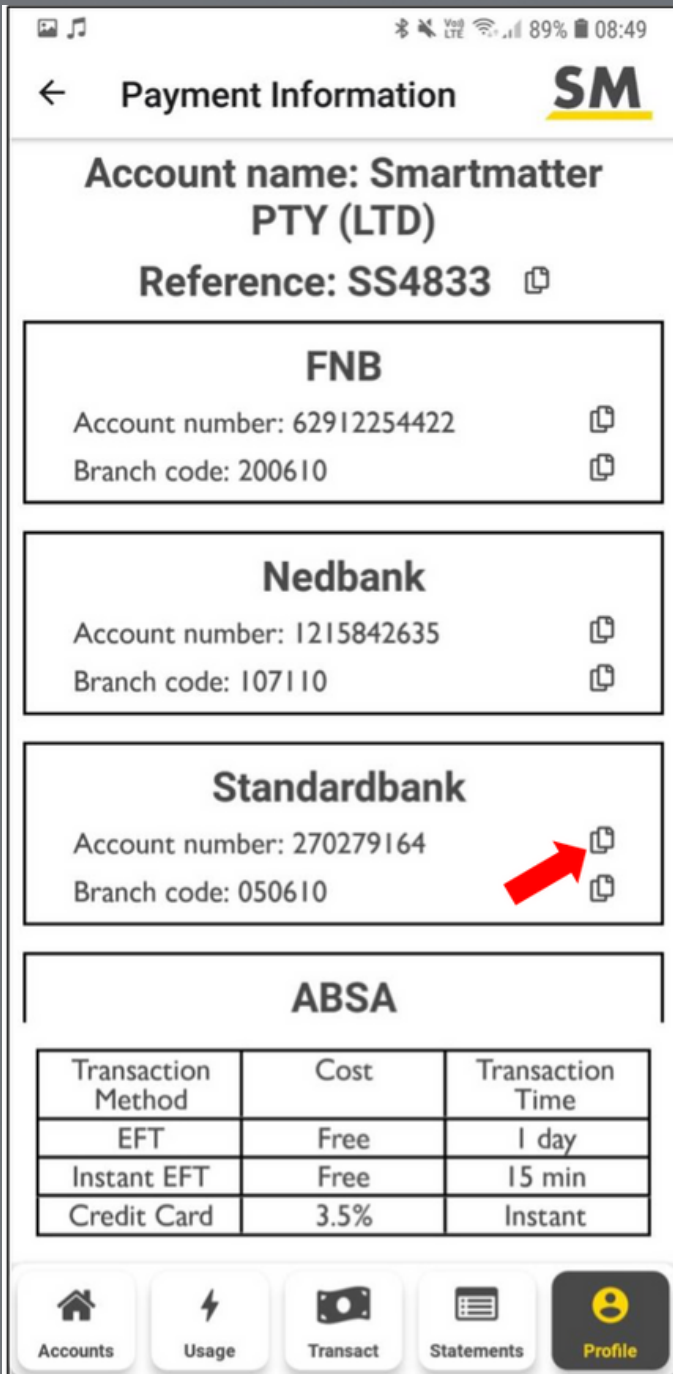 Vo)) LTE 89% 08:49
Payment Information
SM
Account name: Smartmatter
PTY (LTD)
Reference: SS4833
FNB
Account number: 62912254422
Branch code: 200610
Nedbank
Account number: 1215842635
Branch code: 107110
Standardbank
Account number: 270279164
Branch code: 050610
ABSA
Transaction Method Cost Transaction Time
EFT Free 1 day
Instant EFT Free 15 min
Credit Card 3.5% Instant
Accounts Usage Transact Statements Profile